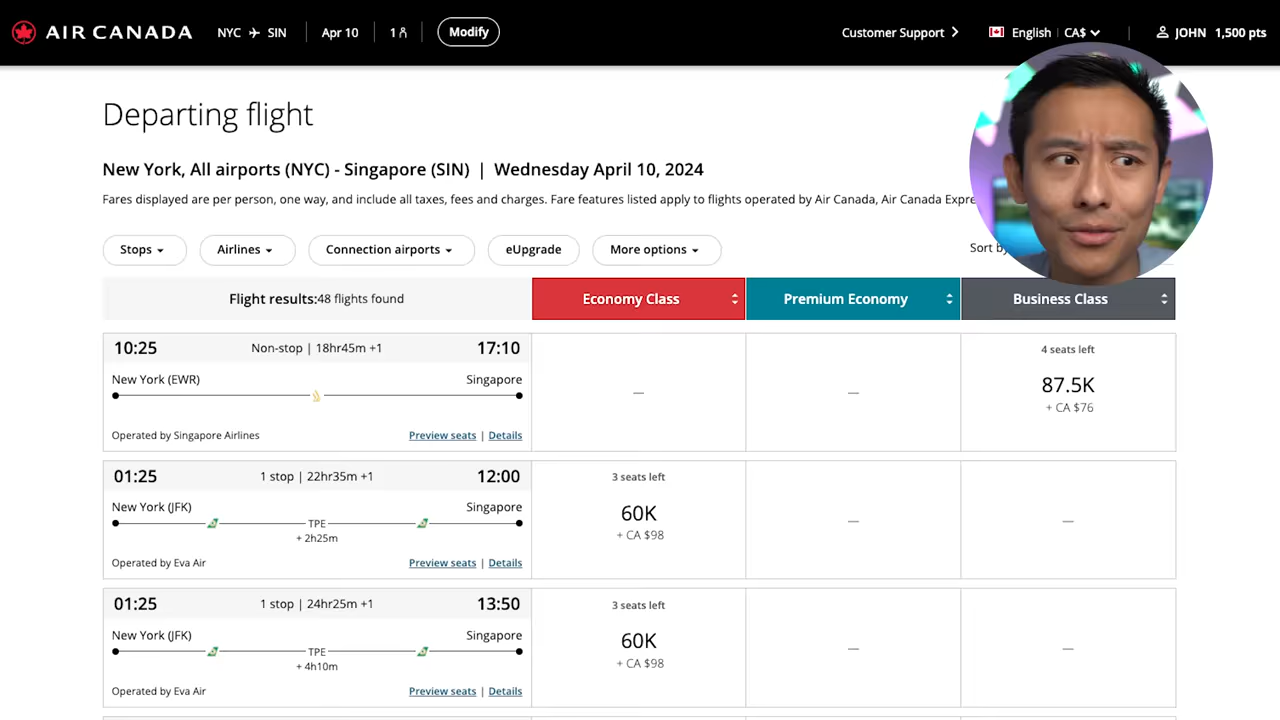 AIR CANADA NYC SIN Apr 10 1 Modify Customer Support English CA$ JOHN 1,500 pts
Departing flight
New York, All airports (NYC) - Singapore (SIN) | Wednesday April 10, 2024
Fares displayed are per person, one way, and include all taxes, fees and charges. Fare features listed apply to flights operated by Air Canada, Air Canada
Stops Airlines Connection airports eUpgrade More options Sort
Flight results:48 flights found Economy Class Premium Economy Business Class
10:25 Non-stop | 18hr45m +1 17:10 4 seats left
New York (EWR) Singapore — — 87.5K
+ CA $76
Operated by Singapore Airlines Preview seats | Details
01:25 1 stop | 22hr35m +1 12:00 3 seats left
New York (JFK) Singapore 60K — —
TPE + CA $98
+ 2h25m
Operated by Eva Air Preview seats | Details
01:25 1 stop | 24hr25m +1 13:50 3 seats left
New York (JFK) Singapore 60K — —
TPE + CA $98
+ 4h10m
Operated by Eva Air Preview seats | Details